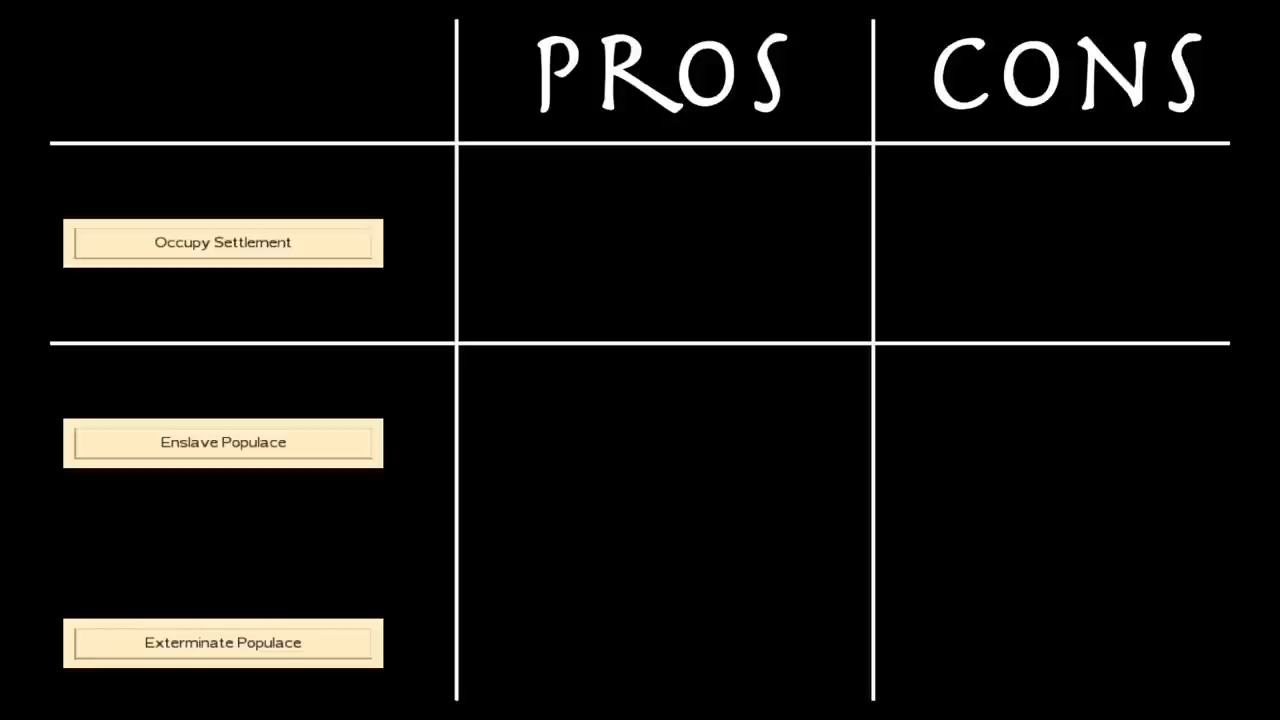 PROS
CONS
Occupy Settlement
Enslave Populace
Exterminate Populace